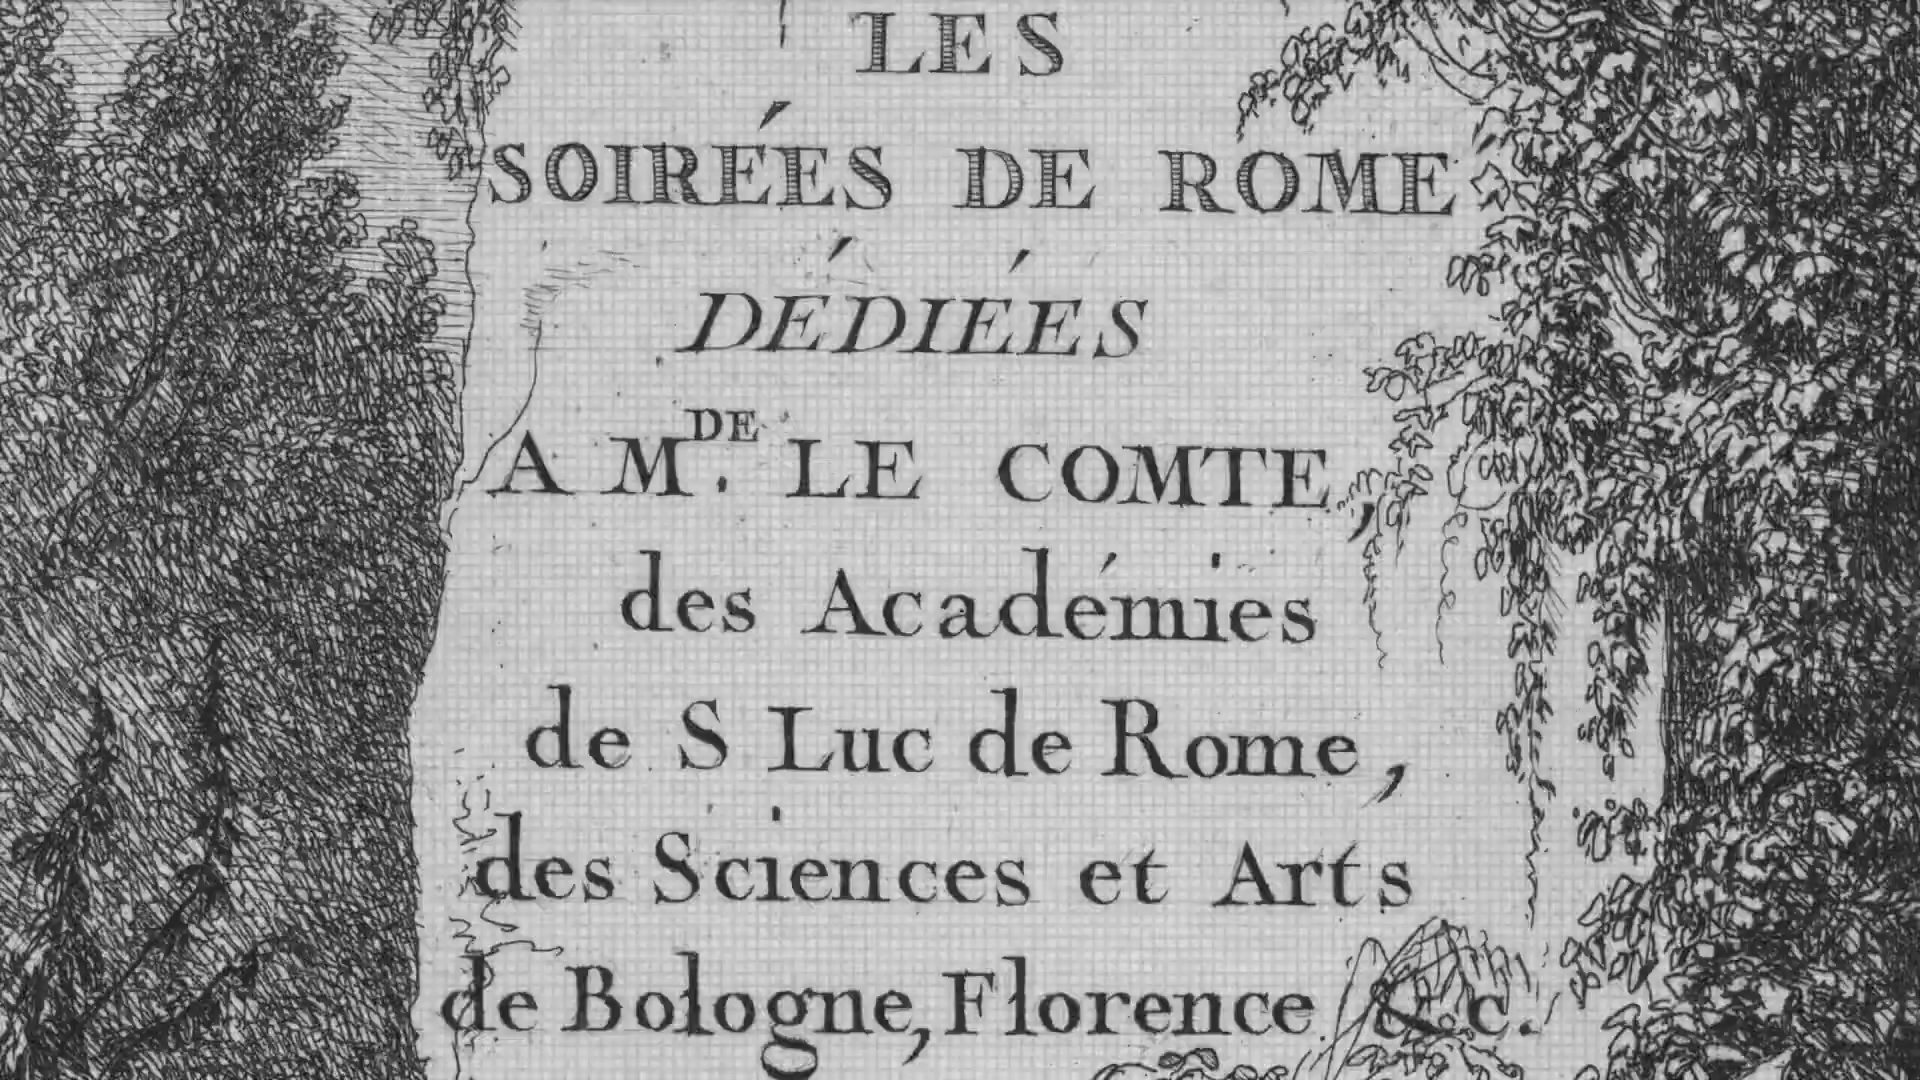 LES
SOIRÉES DE ROME
DÉDIÉES
A M.DE LE COMTE,
des Académies
de S Luc de Rome,
des Sciences et Arts
de Bologne, Florence &.c.